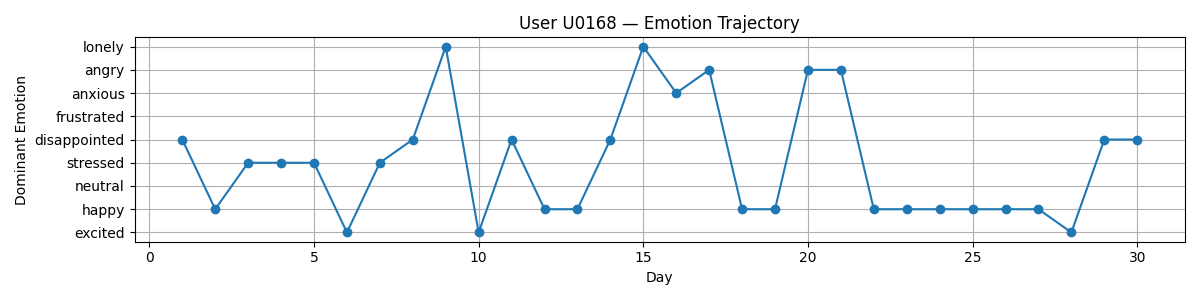 User U0168 — Emotion Trajectory
Dominant Emotion
lonely
angry
anxious
frustrated
disappointed
stressed
neutral
happy
excited
0 5 10 15 20 25 30
Day